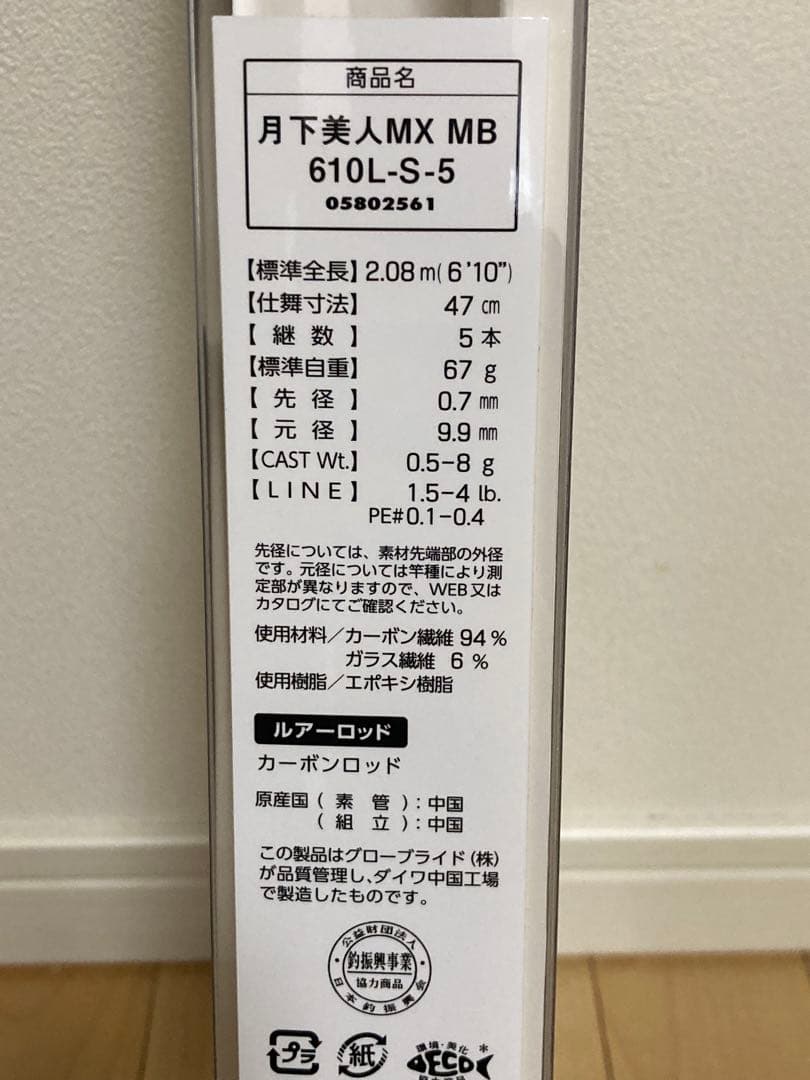 商品名
月下美人MX MB
610L-S-5
05802561
【標準全長】2.08m(6'10")
【仕舞寸法】 47 cm
【継数】 5 本
【標準自重】 67 g
【先径】 0.7 mm
【元径】 9.9 mm
【CAST Wt.】 0.5-8 g
【LINE】 1.5-4 lb.
PE#0.1-0.4
先径については、素材先端部の外径
です。元径については竿種により測
定部が異なりますので、WEB又は
カタログにてご確認ください。
使用材料/カーボン繊維 94%
ガラス繊維 6 %
使用樹脂/エポキシ樹脂
ルアーロッド
カーボンロッド
原産国(素管):中国
(組立):中国
この製品はグローブライド(株)
が品質管理し、ダイワ中国工場
で製造したものです。
公益財団法人
釣振興事業
協力商品
日本釣振興会
プラ
紙
環境・美化
ECO